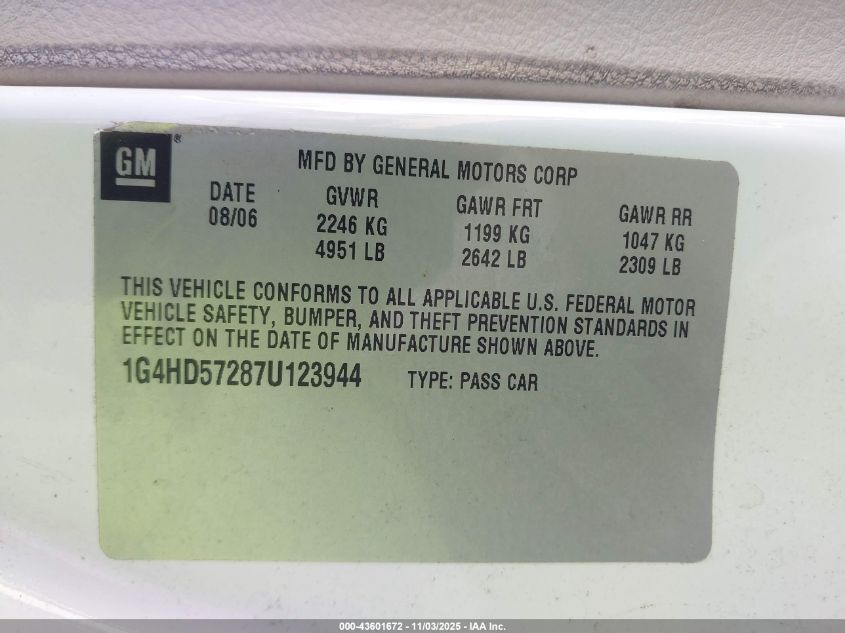 GM®
MFD BY GENERAL MOTORS CORP
DATE GVWR GAWR FRT GAWR RR
08/06 2246 KG 1199 KG 1047 KG
4951 LB 2642 LB 2309 LB
THIS VEHICLE CONFORMS TO ALL APPLICABLE U.S. FEDERAL MOTOR
VEHICLE SAFETY, BUMPER, AND THEFT PREVENTION STANDARDS IN
EFFECT ON THE DATE OF MANUFACTURE SHOWN ABOVE.
1G4HD57287U123944 TYPE: PASS CAR
000-43601672 - 11/03/2025 - IAA Inc.